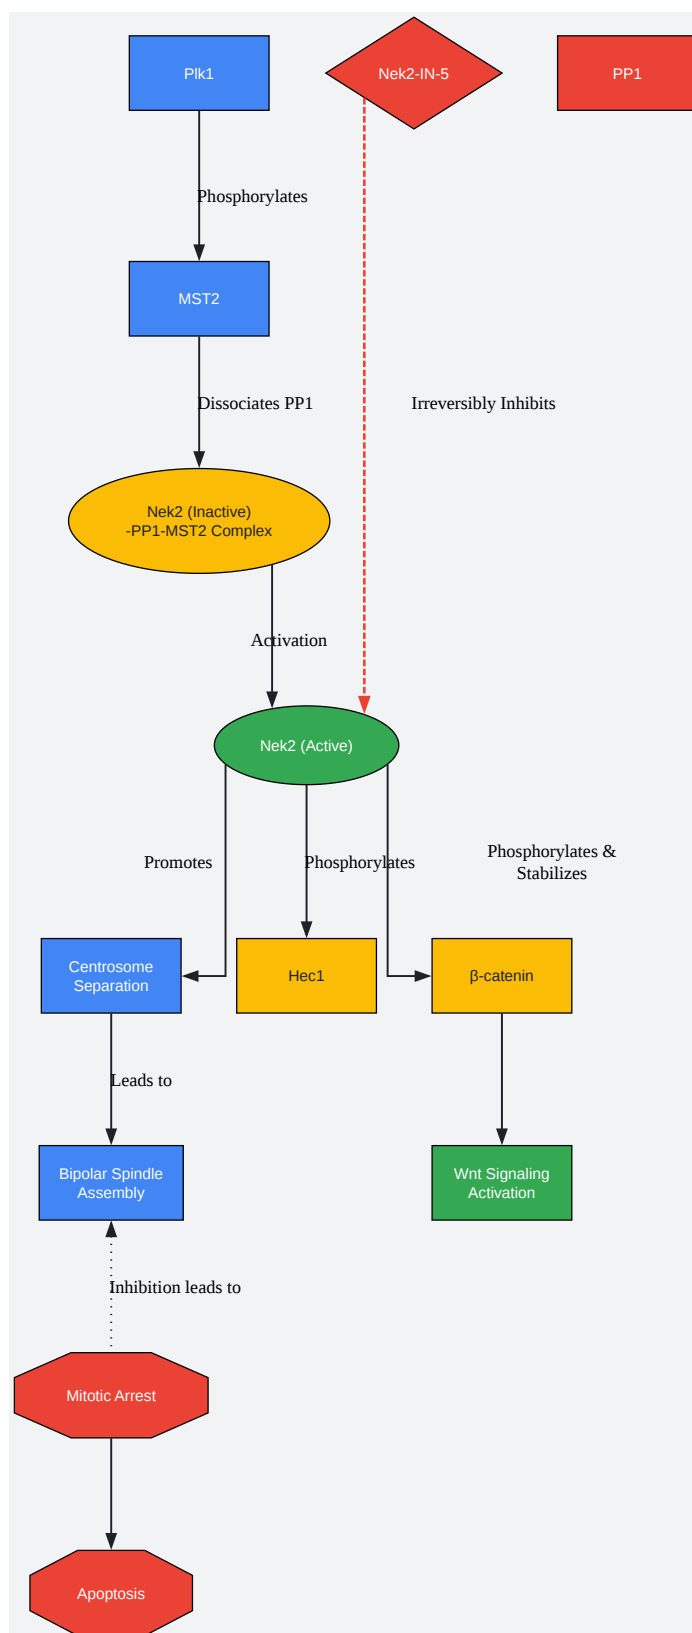 Plk1
Nek2-IN-5
PP1
Phosphorylates
MST2
Dissociates PP1
Irreversibly Inhibits
Nek2 (Inactive)
-PP1-MST2 Complex
Activation
Nek2 (Active)
Promotes
Phosphorylates
Phosphorylates &
Stabilizes
Centrosome
Separation
Hec1
β-catenin
Leads to
Bipolar Spindle
Assembly
Wnt Signaling
Activation
Inhibition leads to
Mitotic Arrest
Apoptosis